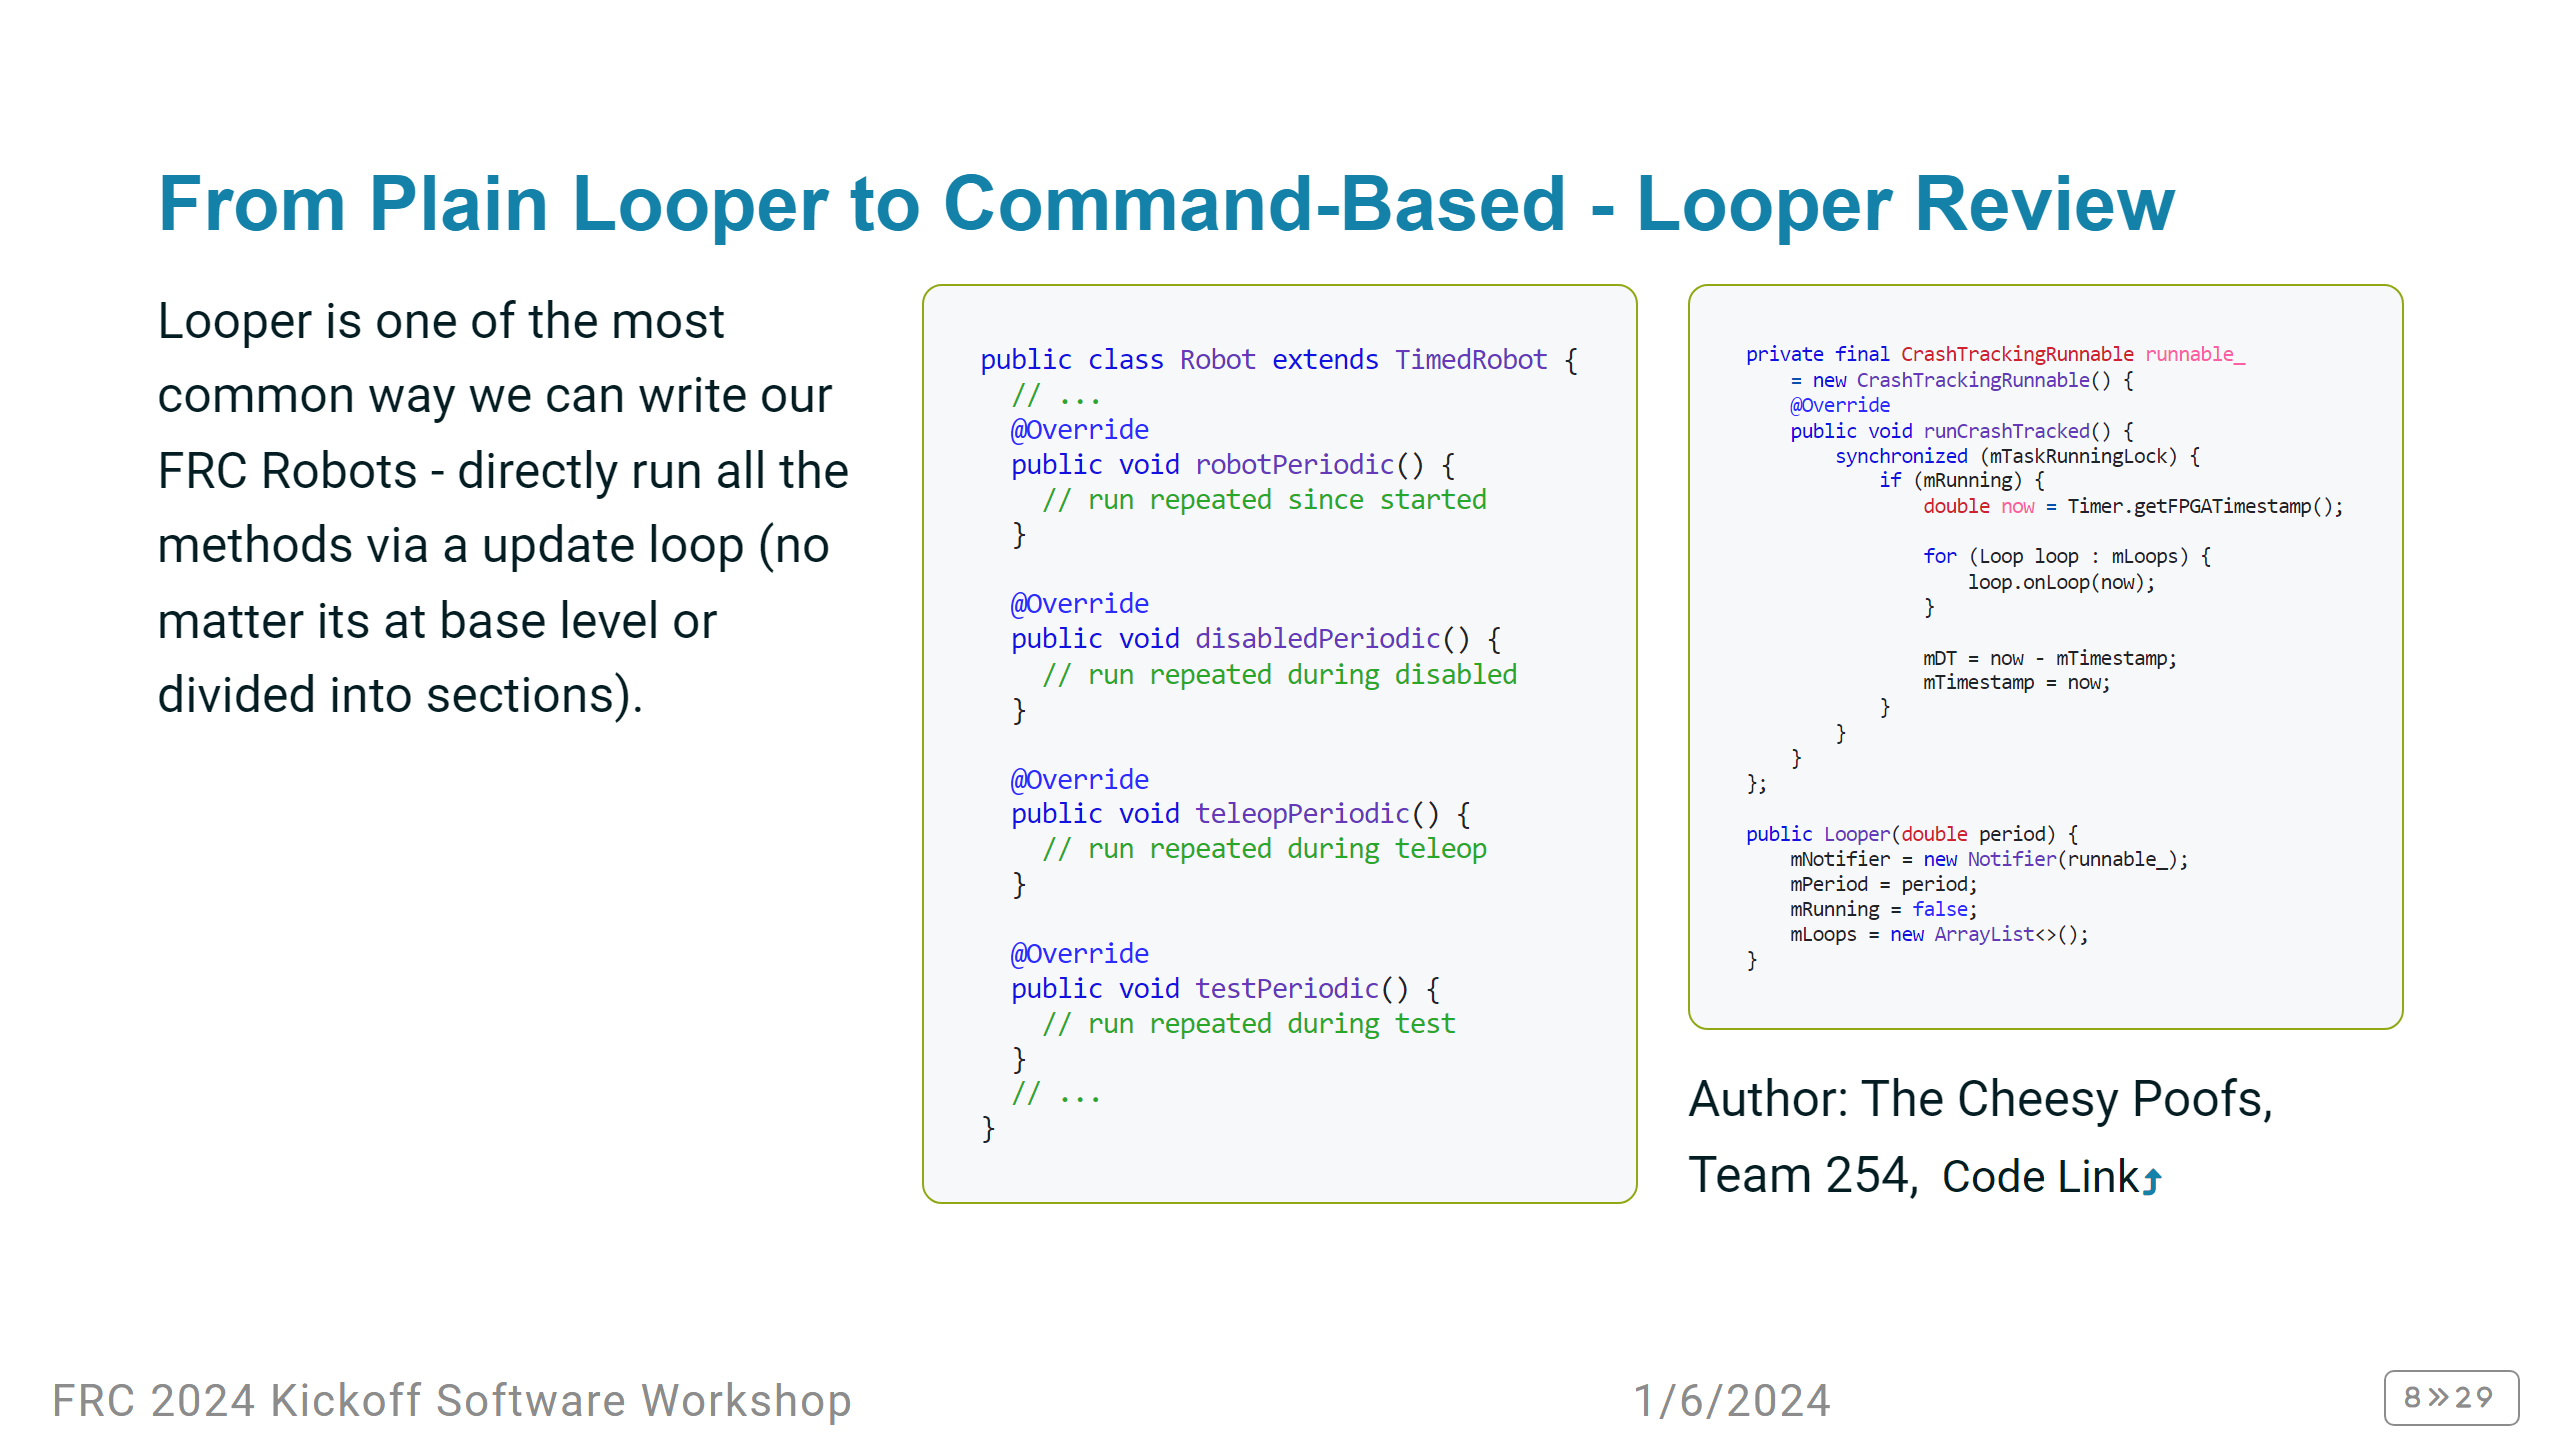 From Plain Looper to Command-Based - Looper Review
Looper is one of the most
common way we can write our
FRC Robots - directly run all the
methods via a update loop (no
matter its at base level or
divided into sections).
public class Robot extends TimedRobot {
  // ...
  @Override
  public void robotPeriodic() {
    // run repeated since started
  }

  @Override
  public void disabledPeriodic() {
    // run repeated during disabled
  }

  @Override
  public void teleopPeriodic() {
    // run repeated during teleop
  }

  @Override
  public void testPeriodic() {
    // run repeated during test
  }
  // ...
}
private final CrashTrackingRunnable runnable_
    = new CrashTrackingRunnable() {
    @Override
    public void runCrashTracked() {
        synchronized (mTaskRunningLock) {
            if (mRunning) {
                double now = Timer.getFPGATimestamp();

                for (Loop loop : mLoops) {
                    loop.onLoop(now);
                }

                mDT = now - mTimestamp;
                mTimestamp = now;
            }
        }
    }
};

public Looper(double period) {
    mNotifier = new Notifier(runnable_);
    mPeriod = period;
    mRunning = false;
    mLoops = new ArrayList<>();
}
Author: The Cheesy Poofs,
Team 254, Code Link
FRC 2024 Kickoff Software Workshop
1/6/2024
8»29